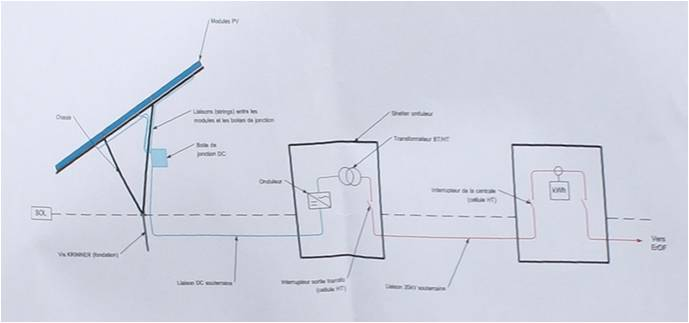 Modules PV
Liaisons (strings) entre les
modules et les boites de jonction
Chassis
Boite de
jonction DC
Shelter onduleur
Transformateur BT/HT
Onduleur
Interrupteur de la centrale
(cellule HT)
kWh
SOL
Vis KRINNER (fondation)
Liaison DC souterraine
Interrupteur sortie transfo
(cellule HT)
Liaison 20kV souterraine
Vers
ErDF